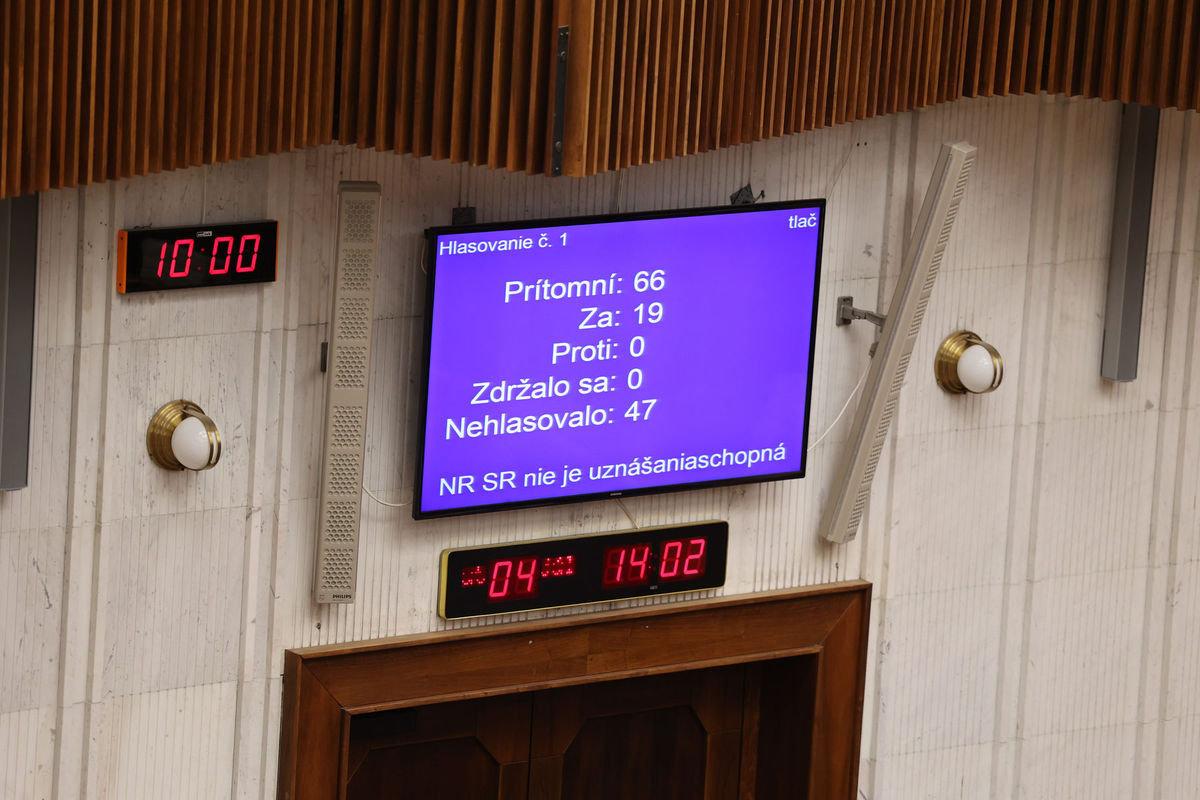 10:00
Hlasovanie č. 1
tlač
Prítomní: 66
Za: 19
Proti: 0
Zdržalo sa: 0
Nehlasovalo: 47
NR SR nie je uznášaniaschopná
04
14:02
PHILIPS